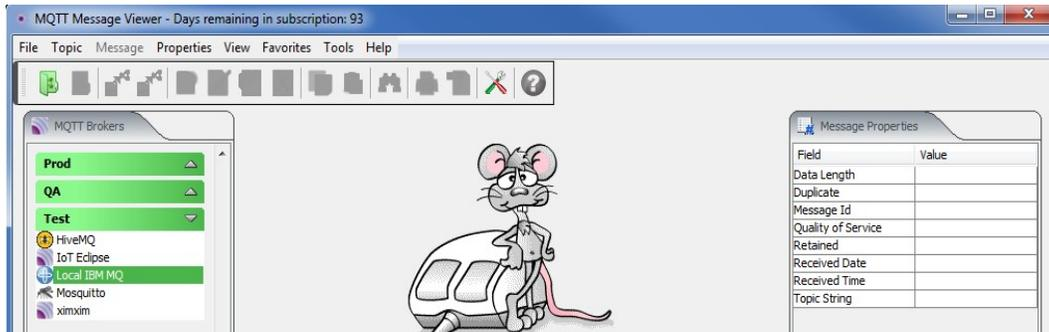 MQTT Message Viewer - Days remaining in subscription: 93
File Topic Message Properties View Favorites Tools Help
MQTT Brokers
Prod
QA
Test
HiveMQ
IoT Eclipse
Local IBM MQ
Mosquitto
ximxim
Message Properties
Field Value
Data Length
Duplicate
Message Id
Quality of Service
Retained
Received Date
Received Time
Topic String